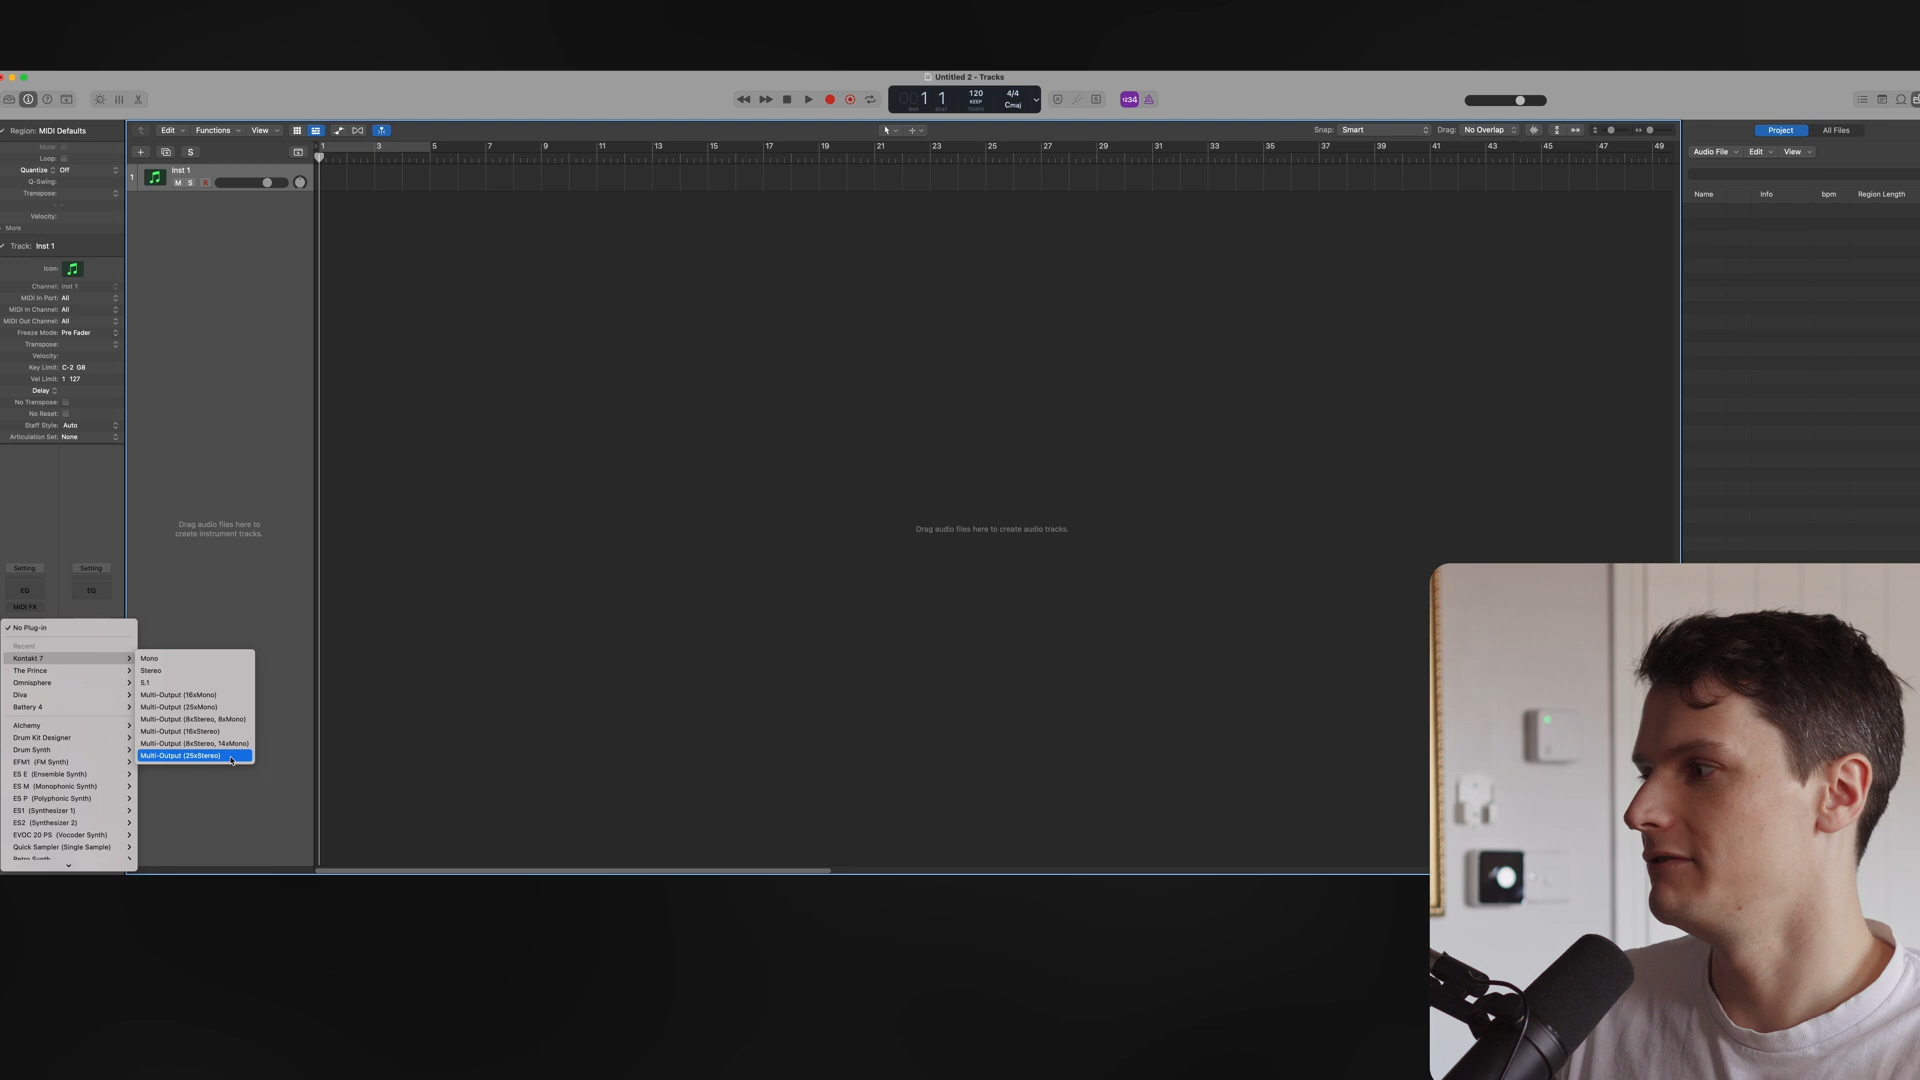 Untitled 2 - Tracks
1 1
BAR BEAT
120
KEEP
TEMPO
4/4
Cmaj
1234
Region: MIDI Defaults
Mute:
Loop:
Quantize Off
Q-Swing:
Transpose:
Velocity:
More
Track: Inst 1
Icon:
Channel: Inst 1
MIDI In Port: All
MIDI In Channel: All
MIDI Out Channel: All
Freeze Mode: Pre Fader
Transpose:
Velocity:
Key Limit: C-2 G8
Vel Limit: 1 127
Delay
No Transpose:
No Reset:
Staff Style: Auto
Articulation Set: None
Setting Setting
EQ EQ
MIDI FX
Edit Functions View
Snap: Smart
Drag: No Overlap
S
1 3 5 7 9 11 13 15 17 19 21 23 25 27 29 31 33 35 37 39 41 43 45 47 49
1
Inst 1
M S R
Drag audio files here to
create instrument tracks.
Drag audio files here to create audio tracks.
Project All Files
Audio File Edit View
Name Info bpm Region Length
No Plug-in
Recent
Kontakt 7
The Prince
Omnisphere
Diva
Battery 4
Alchemy
Drum Kit Designer
Drum Synth
EFM1 (FM Synth)
ES E (Ensemble Synth)
ES M (Monophonic Synth)
ES P (Polyphonic Synth)
ES1 (Synthesizer 1)
ES2 (Synthesizer 2)
EVOC 20 PS (Vocoder Synth)
Quick Sampler (Single Sample)
Retro Synth
Mono
Stereo
5.1
Multi-Output (16xMono)
Multi-Output (25xMono)
Multi-Output (8xStereo, 8xMono)
Multi-Output (16xStereo)
Multi-Output (8xStereo, 14xMono)
Multi-Output (25xStereo)